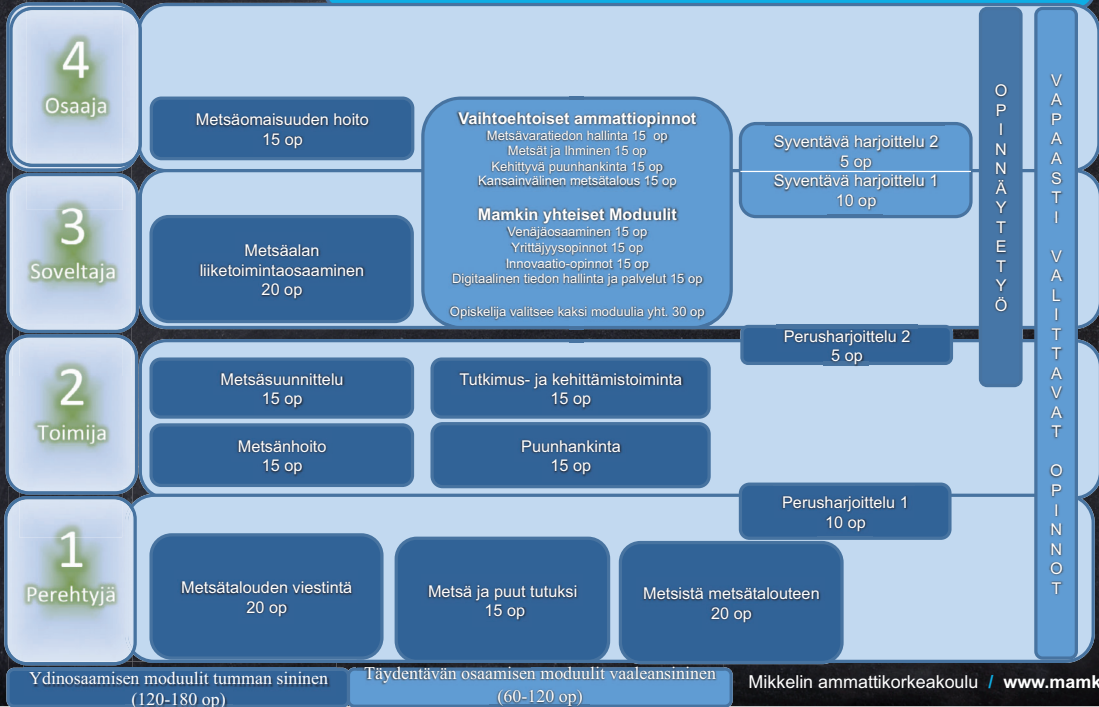 4
Osaaja
Metsäomaisuuden hoito
15 op
Vaihtoehtoiset ammattiopinnot
Metsävaratiedon hallinta 15 op
Metsät ja Ihminen 15 op
Kehittyvä puunhankinta 15 op
Kansainvälinen metsätalous 15 op
Mamkin yhteiset Moduulit
Venäjäosaaminen 15 op
Yrittäjyysopinnot 15 op
Innovaatio-opinnot 15 op
Digitaalinen tiedon hallinta ja palvelut 15 op
Opiskelija valitsee kaksi moduulia yht. 30 op
Syventävä harjoittelu 2
5 op
Syventävä harjoittelu 1
10 op
OPINNÄYTETYÖ
VAPAASTI VALITTAVAT OPINNOT
3
Soveltaja
Metsäalan
liiketoimintaosaaminen
20 op
Perusharjoittelu 2
5 op
2
Toimija
Metsäsuunnittelu
15 op
Tutkimus- ja kehittämistoiminta
15 op
Metsänhoito
15 op
Puunhankinta
15 op
Perusharjoittelu 1
10 op
1
Perehtyjä
Metsätalouden viestintä
20 op
Metsä ja puut tutuksi
15 op
Metsistä metsätalouteen
20 op
Ydinosaamisen moduulit tumman sininen
(120-180 op)
Täydentävän osaamisen moduulit vaaleansininen
(60-120 op)
Mikkelin ammattikorkeakoulu / www.mamk